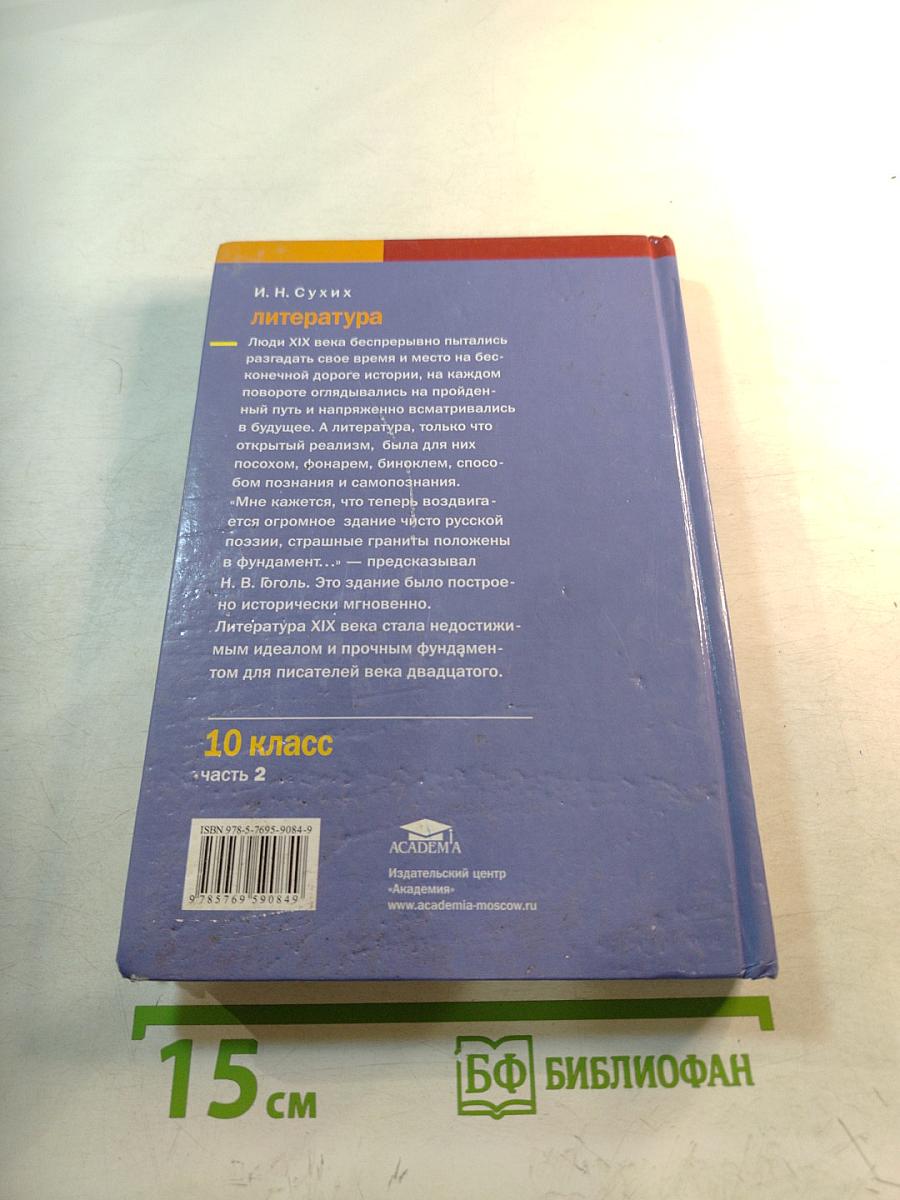 И. Н. Сухих
литература
Люди XIX века беспрерывно пытались
разгадать свое время и место на бес-
конечной дороге истории, на каждом
повороте оглядывались на пройден-
ный путь и напряженно всматривались
в будущее. А литература, только что
открытый реализм, была для них
посохом, фонарем, биноклем, спосо-
бом познания и самопознания.
«Мне кажется, что теперь воздвига-
ется огромное здание чисто русской
поэзии, страшные граниты положены
в фундамент...» — предсказывал
Н. В. Гоголь. Это здание было построе-
но исторически мгновенно.
Литература XIX века стала недостижи-
мым идеалом и прочным фундамен-
том для писателей века двадцатого.
10 класс
часть 2
ISBN 978-5-7695-9084-9
9 785769 590849
ACADEMIA
Издательский центр
«Академия»
www.academia-moscow.ru
15 см
БФ БИБЛИОФАН